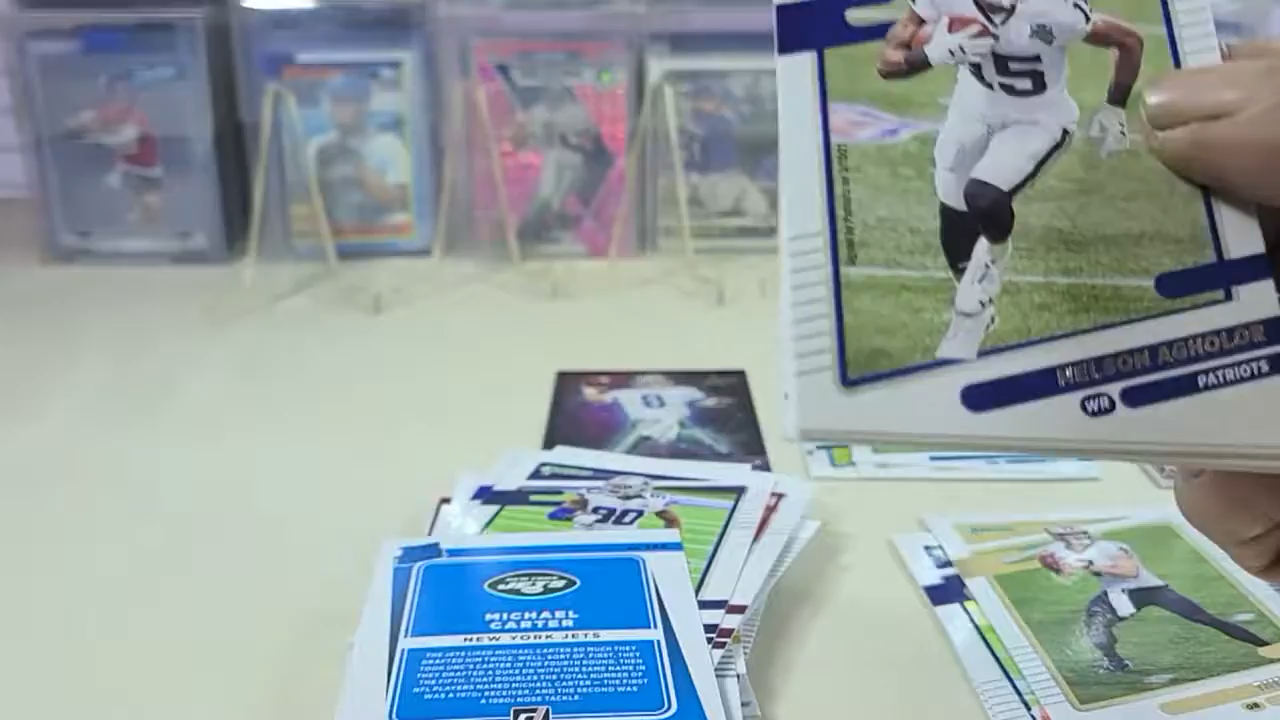 15
NELSON AGHOLOR
WR
PATRIOTS
8
90
NEW YORK
JETS
MICHAEL
CARTER
NEW YORK JETS
THE JETS LIKED MICHAEL CARTER SO MUCH THEY
DRAFTED HIM TWICE. WELL, SORT OF. FIRST, THEY
TOOK UNC'S CARTER IN THE FOURTH ROUND, THEN
THEY DRAFTED A DUKE DB WITH THE SAME NAME IN
THE FIFTH. THAT DOUBLES THE TOTAL NUMBER OF
NFL PLAYERS NAMED MICHAEL CARTER — THE FIRST
WAS A 1970s RECEIVER, AND THE SECOND WAS
A 1980s NOSE TACKLE.
QB